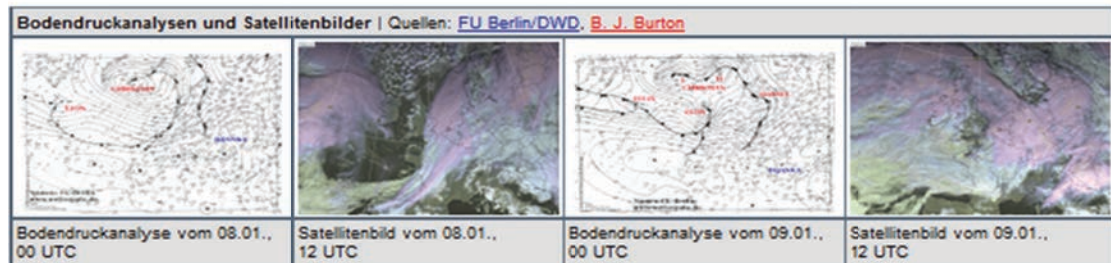 Bodendruckanalysen und Satellitenbilder | Quellen: FU Berlin/DWD, B. J. Burton
Bodendruckanalyse vom 08.01., 00 UTC
Satellitenbild vom 08.01., 12 UTC
Bodendruckanalyse vom 09.01., 00 UTC
Satellitenbild vom 09.01., 12 UTC